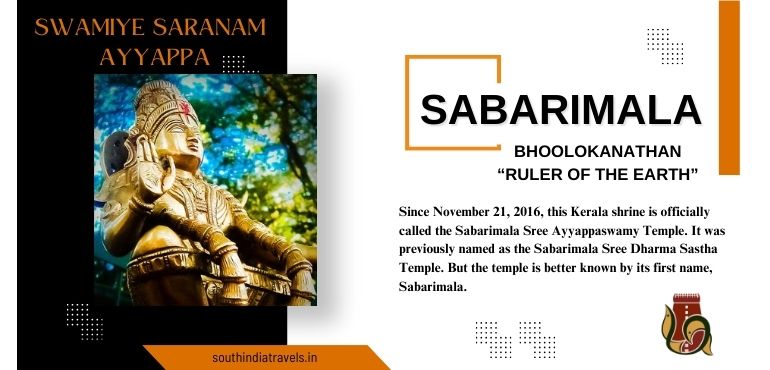 SWAMIYE SARANAM
AYYAPPA
SABARIMALA
BHOOLOKANATHAN
“RULER OF THE EARTH”
Since November 21, 2016, this Kerala shrine is officially
called the Sabarimala Sree Ayyappaswamy Temple. It was
previously named as the Sabarimala Sree Dharma Sastha
Temple. But the temple is better known by its first name,
Sabarimala.
southindiatravels.in